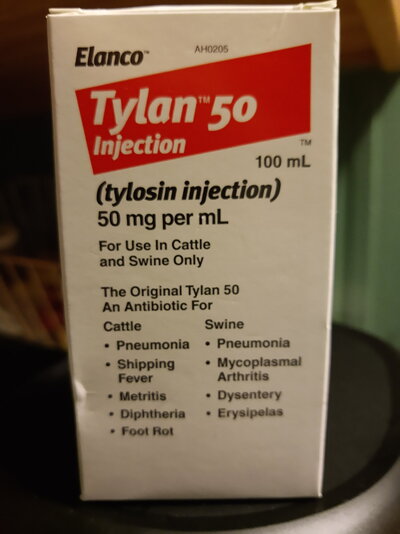 Elanco™
AH0205
Tylan™ 50
Injection
™
100 mL
(tylosin injection)
50 mg per mL
For Use In Cattle
and Swine Only
The Original Tylan 50
An Antibiotic For
Cattle
• Pneumonia
• Shipping
Fever
• Metritis
• Diphtheria
• Foot Rot
Swine
• Pneumonia
• Mycoplasmal
Arthritis
• Dysentery
• Erysipelas